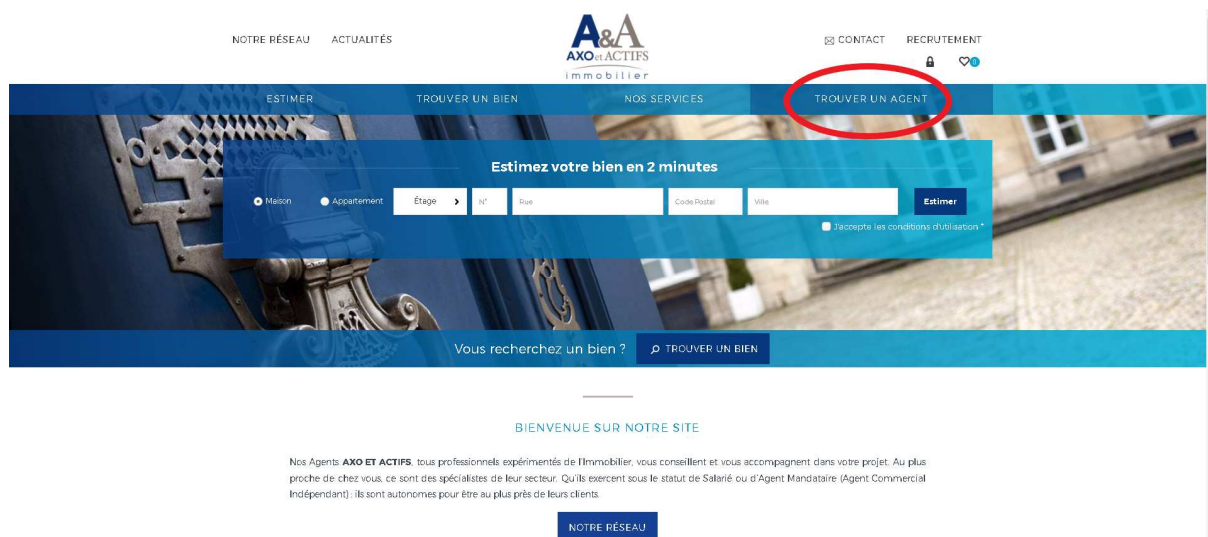 NOTRE RÉSEAU ACTUALITÉS
A&A
AXO et ACTIFS
immobilier
CONTACT RECRUTEMENT
0
ESTIMER TROUVER UN BIEN NOS SERVICES TROUVER UN AGENT
Estimez votre bien en 2 minutes
Maison Appartement Étage N° Rue Code Postal Ville Estimer
J'accepte les conditions d'utilisation *
Vous recherchez un bien ? TROUVER UN BIEN
BIENVENUE SUR NOTRE SITE
Nos Agents AXO ET ACTIFS, tous professionnels expérimentés de l'Immobilier, vous conseillent et vous accompagnent dans votre projet. Au plus
proche de chez vous, ce sont des spécialistes de leur secteur. Qu'ils exercent sous le statut de Salarié ou d'Agent Mandataire (Agent Commercial
Indépendant) : ils sont autonomes pour être au plus près de leurs clients.
NOTRE RÉSEAU